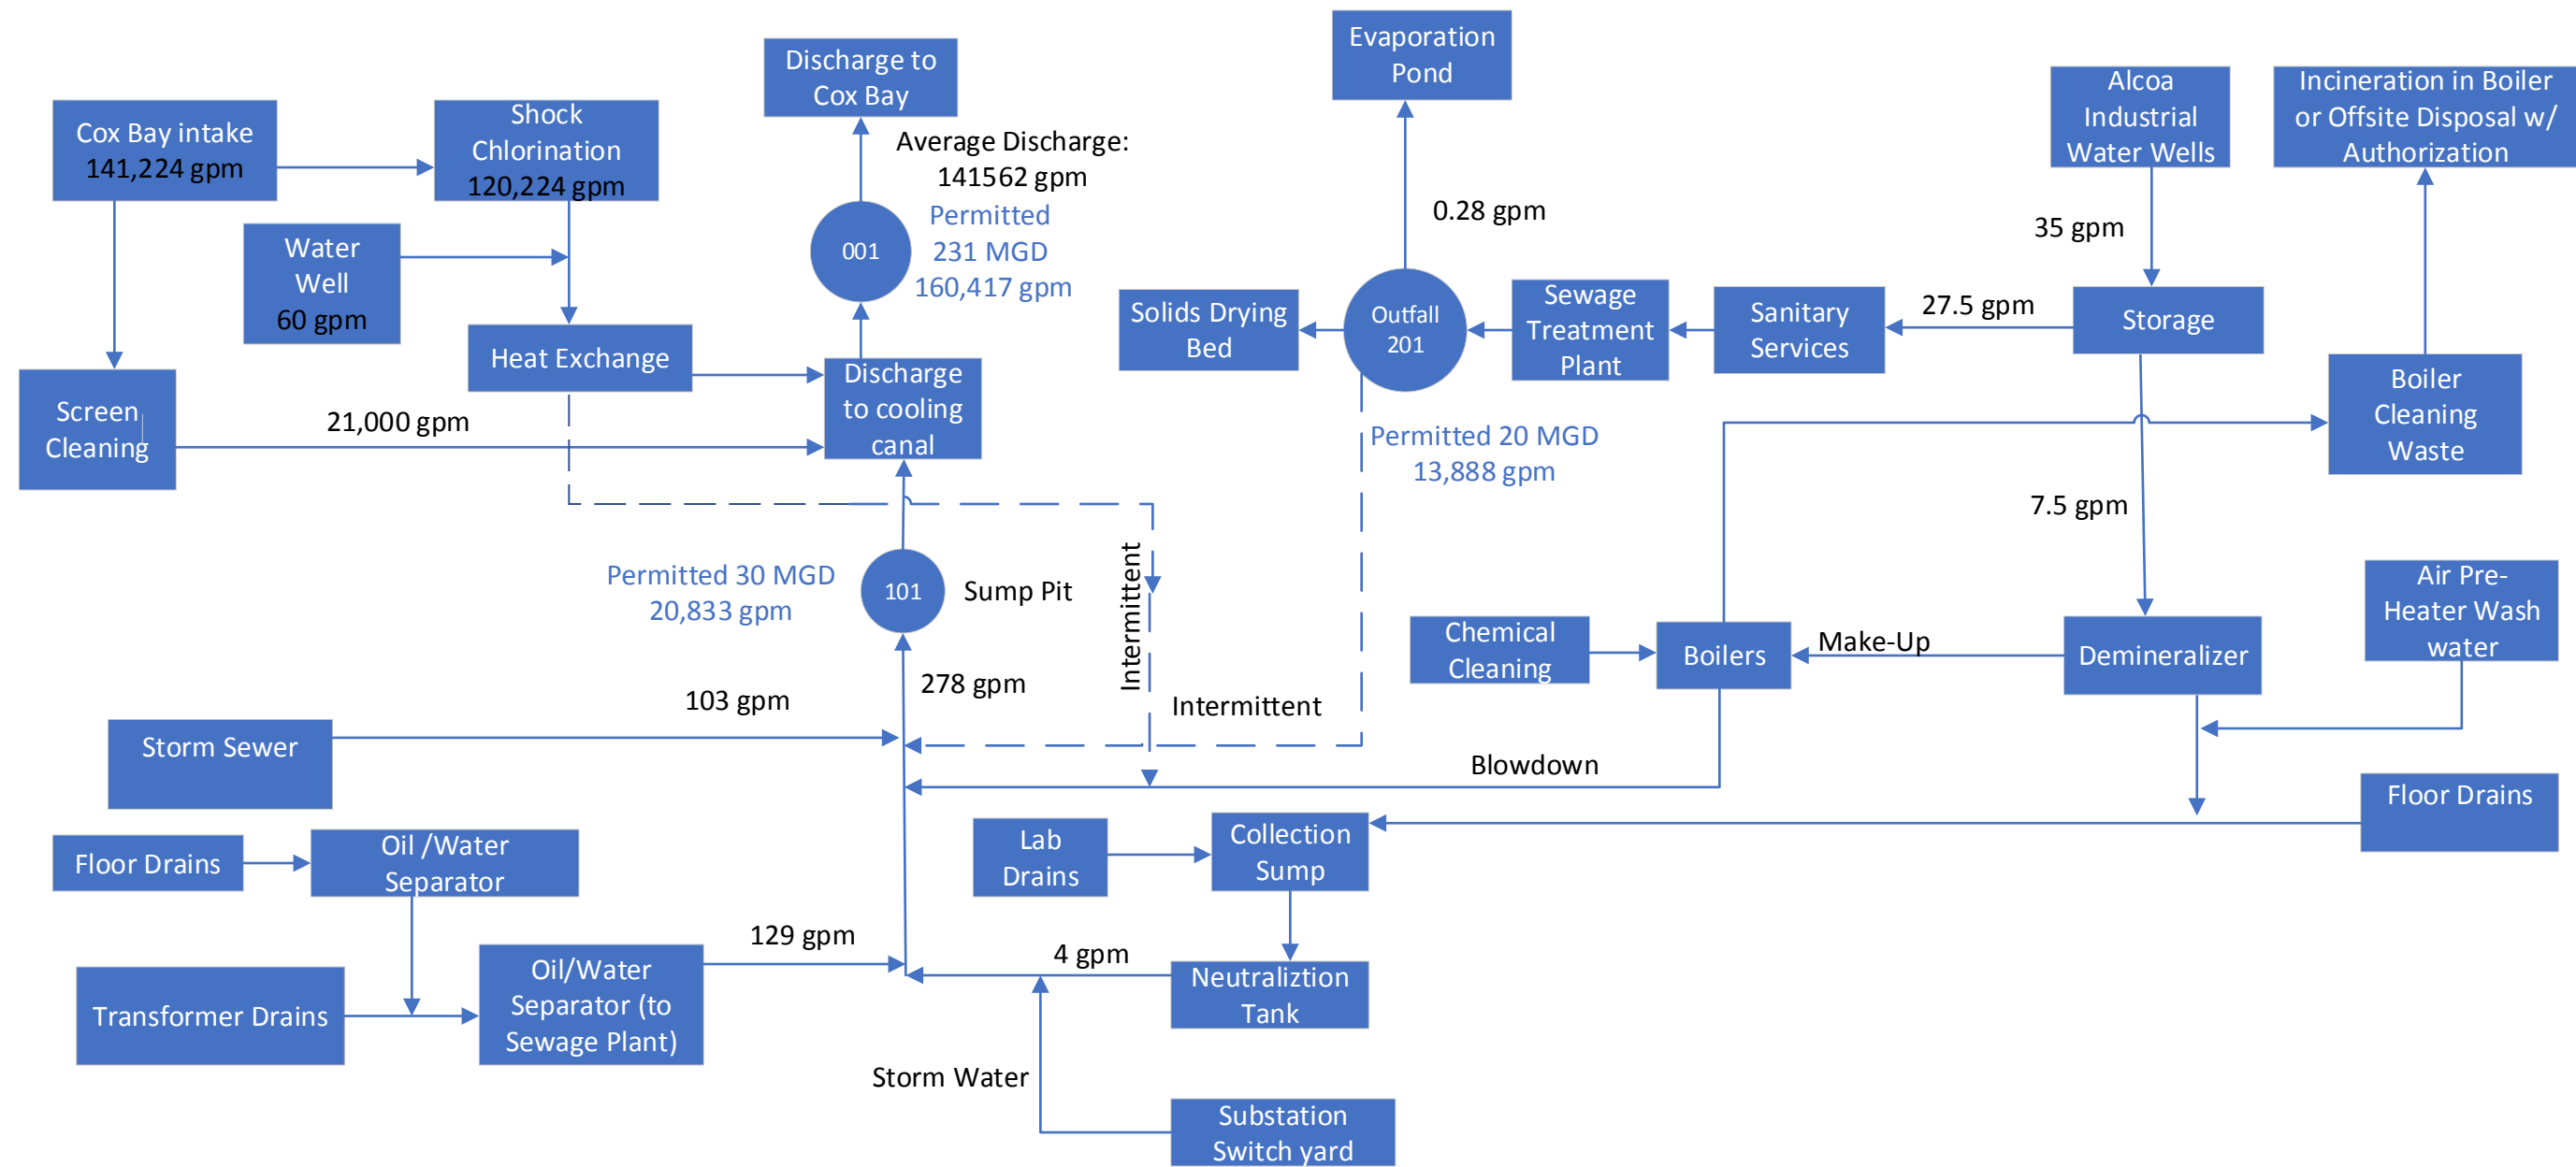 Cox Bay intake
141,224 gpm
Shock
Chlorination
120,224 gpm
Water
Well
60 gpm
Heat Exchange
Screen
Cleaning
21,000 gpm
Discharge to
Cox Bay
Average Discharge:
141562 gpm
Permitted
231 MGD
160,417 gpm
001
Discharge
to cooling
canal
Permitted 30 MGD
20,833 gpm
101
Sump Pit
278 gpm
103 gpm
Storm Sewer
Floor Drains
Oil /Water
Separator
Transformer Drains
Oil/Water
Separator (to
Sewage Plant)
129 gpm
Evaporation
Pond
0.28 gpm
Solids Drying
Bed
Outfall
201
Sewage
Treatment
Plant
Sanitary
Services
27.5 gpm
Storage
35 gpm
Alcoa
Industrial
Water Wells
Incineration in Boiler
or Offsite Disposal w/
Authorization
Boiler
Cleaning
Waste
Permitted 20 MGD
13,888 gpm
7.5 gpm
Intermittent
Intermittent
Chemical
Cleaning
Boilers
Make-Up
Demineralizer
Air Pre-
Heater Wash
water
Blowdown
Floor Drains
Lab
Drains
Collection
Sump
4 gpm
Neutraliztion
Tank
Storm Water
Substation
Switch yard